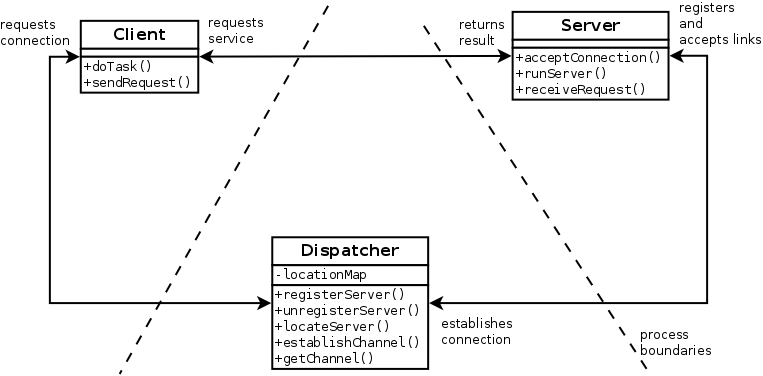 requests
connection
Client
+doTask()
+sendRequest()
requests
service
returns
result
Server
+acceptConnection()
+runServer()
+receiveRequest()
registers
and
accepts links
Dispatcher
-locationMap
+registerServer()
+unregisterServer()
+locateServer()
+establishChannel()
+getChannel()
establishes
connection
process
boundaries